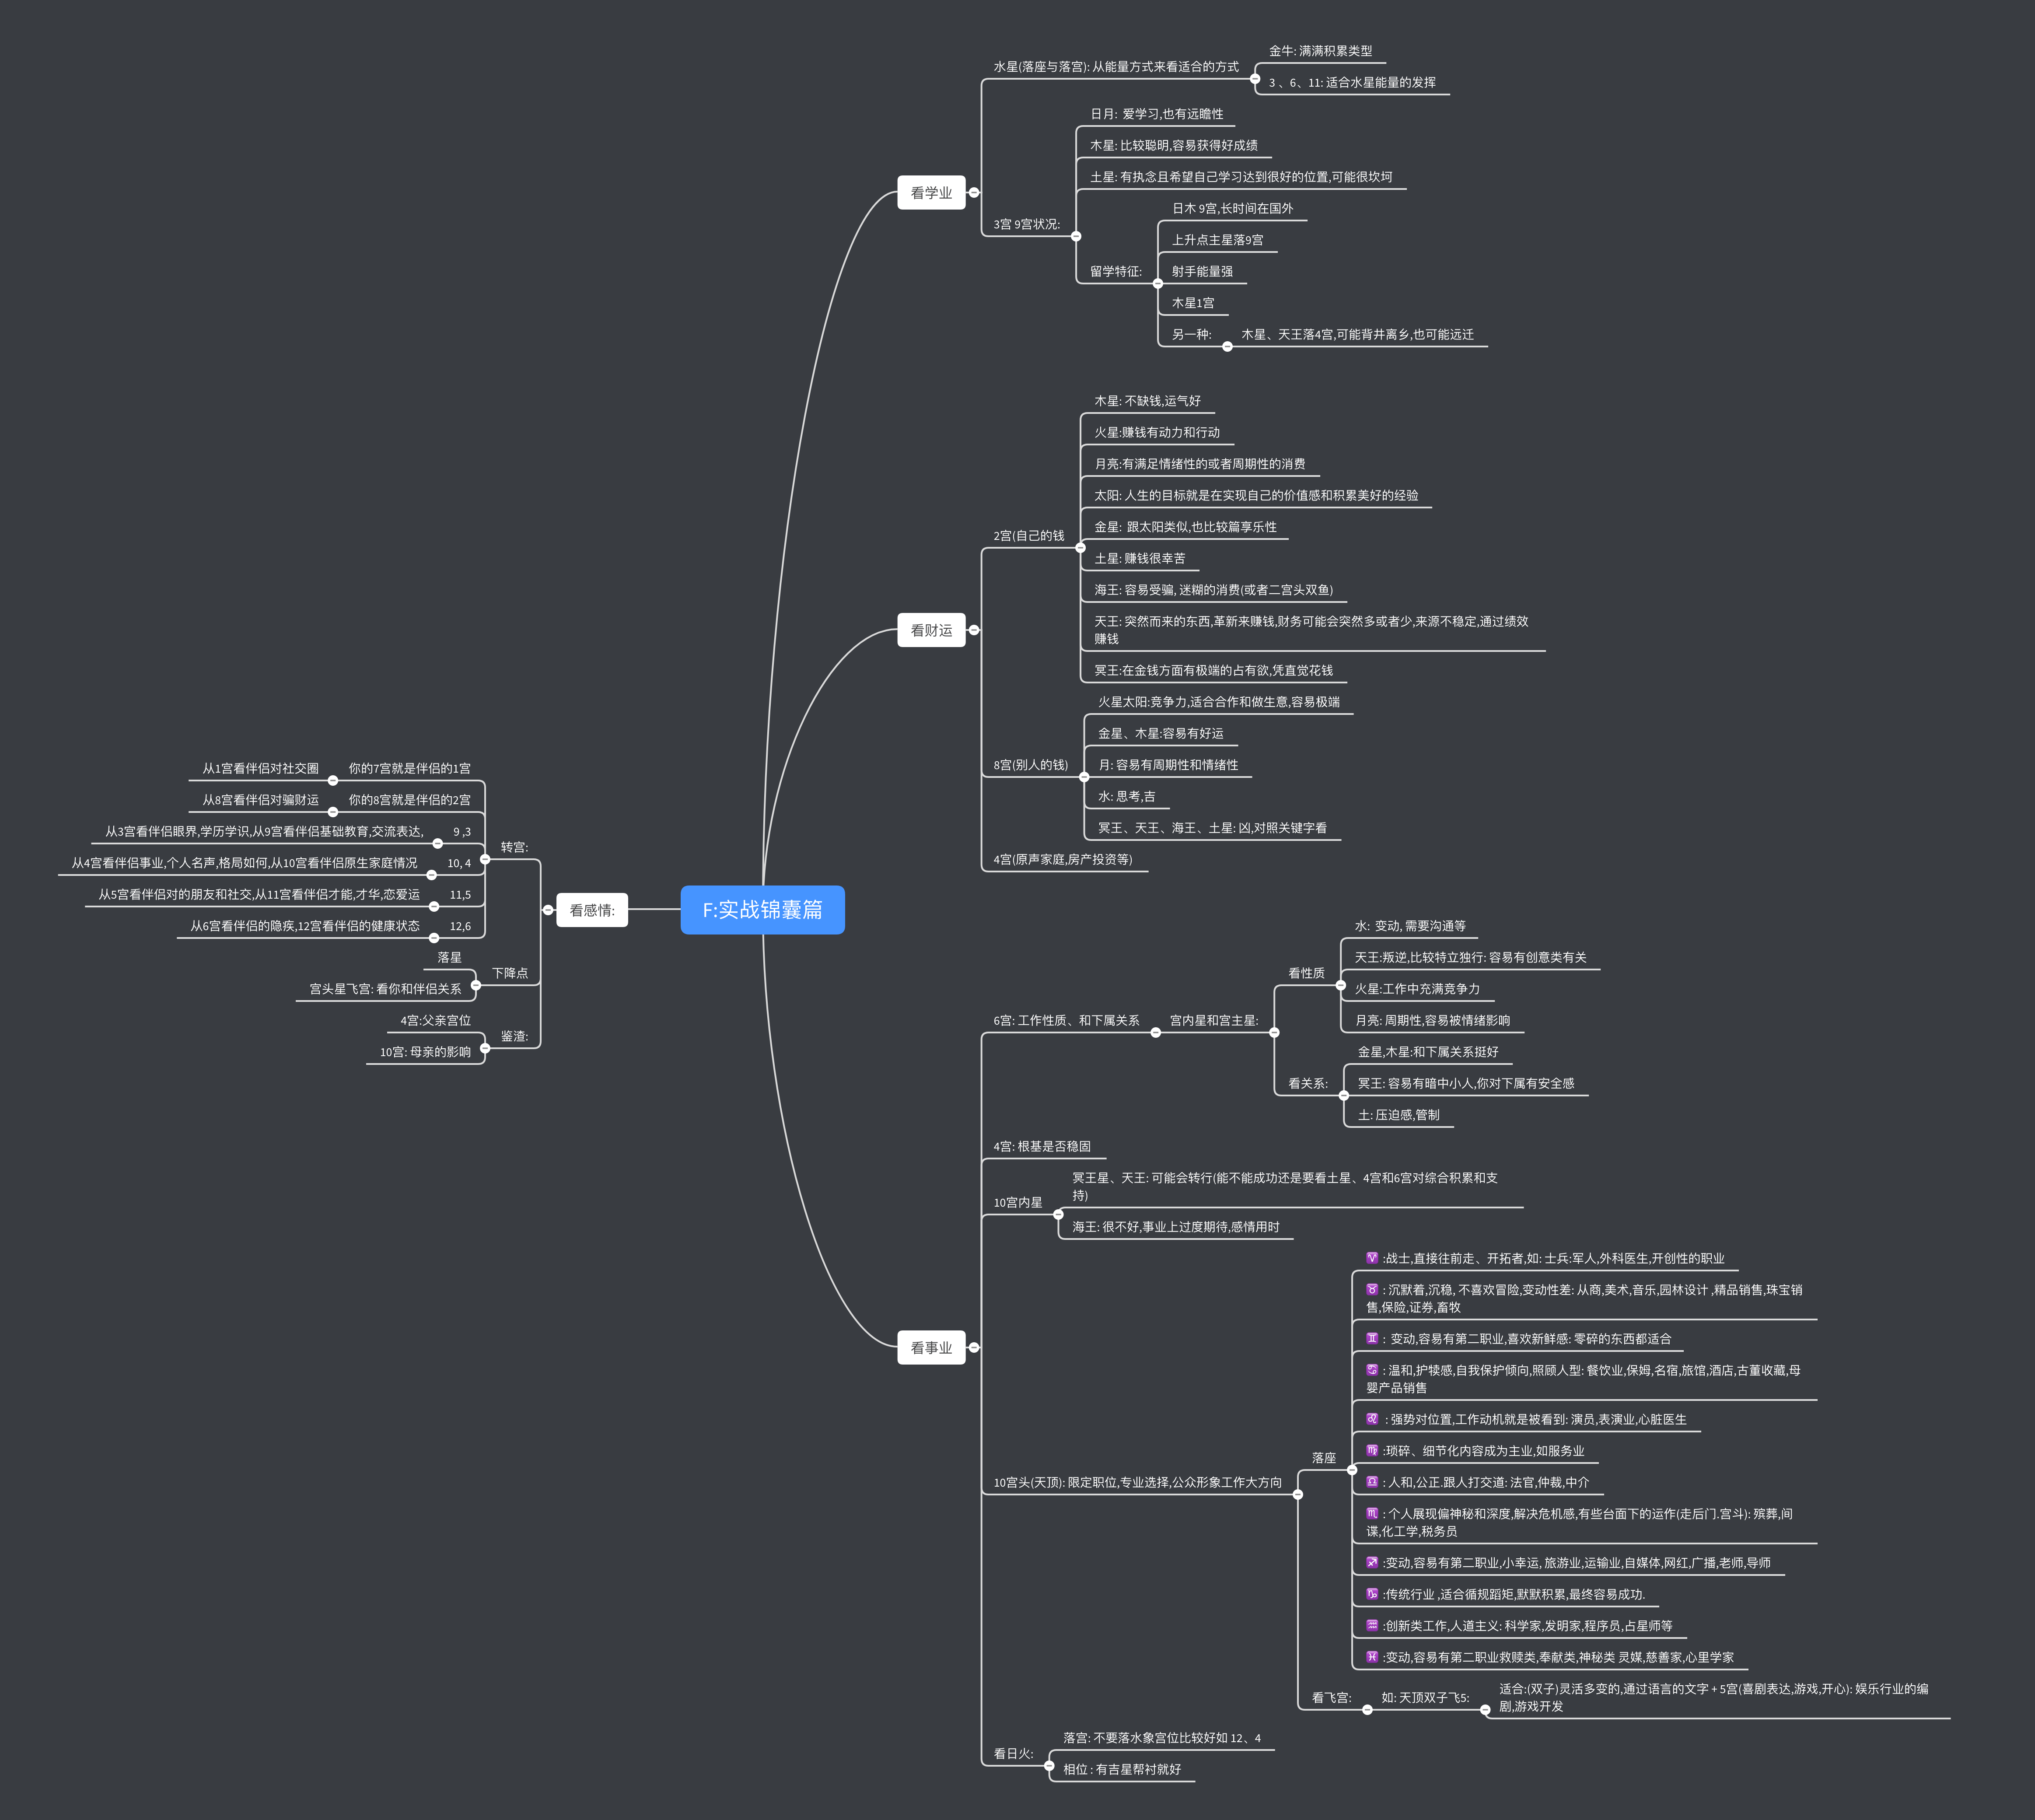 F:实战锦囊篇
看学业
水星(落座与落宫): 从能量方式来看适合的方式
金牛: 满满积累类型
3 、6、11: 适合水星能量的发挥
3宫 9宫状况:
日月: 爱学习,也有远瞻性
木星: 比较聪明,容易获得好成绩
土星: 有执念且希望自己学习达到很好的位置,可能很坎坷
留学特征:
日木 9宫,长时间在国外
上升点主星落9宫
射手能量强
木星1宫
另一种:
木星、天王落4宫,可能背井离乡,也可能远迁
看财运
2宫(自己的钱
木星: 不缺钱,运气好
火星:赚钱有动力和行动
月亮:有满足情绪性的或者周期性的消费
太阳: 人生的目标就是在实现自己的价值感和积累美好的经验
金星: 跟太阳类似,也比较篇享乐性
土星: 赚钱很幸苦
海王: 容易受骗, 迷糊的消费(或者二宫头双鱼)
天王: 突然而来的东西,革新来赚钱,财务可能会突然多或者少,来源不稳定,通过绩效
赚钱
冥王:在金钱方面有极端的占有欲,凭直觉花钱
8宫(别人的钱)
火星太阳:竞争力,适合合作和做生意,容易极端
金星、木星:容易有好运
月: 容易有周期性和情绪性
水: 思考,吉
冥王、天王、海王、土星: 凶,对照关键字看
4宫(原声家庭,房产投资等)
看感情:
转宫:
你的7宫就是伴侣的1宫
从1宫看伴侣对社交圈
你的8宫就是伴侣的2宫
从8宫看伴侣对骗财运
9 ,3
从3宫看伴侣眼界,学历学识,从9宫看伴侣基础教育,交流表达,
10, 4
从4宫看伴侣事业,个人名声,格局如何,从10宫看伴侣原生家庭情况
11,5
从5宫看伴侣对的朋友和社交,从11宫看伴侣才能,才华,恋爱运
12,6
从6宫看伴侣的隐疾,12宫看伴侣的健康状态
下降点
落星
宫头星飞宫: 看你和伴侣关系
鉴渣:
4宫:父亲宫位
10宫: 母亲的影响
看事业
6宫: 工作性质、和下属关系
宫内星和宫主星:
看性质
水: 变动, 需要沟通等
天王:叛逆,比较特立独行: 容易有创意类有关
火星:工作中充满竞争力
月亮: 周期性,容易被情绪影响
看关系:
金星,木星:和下属关系挺好
冥王: 容易有暗中小人,你对下属有安全感
土: 压迫感,管制
4宫: 根基是否稳固
10宫内星
冥王星、天王: 可能会转行(能不能成功还是要看土星、4宫和6宫对综合积累和支
持)
海王: 很不好,事业上过度期待,感情用时
10宫头(天顶): 限定职位,专业选择,公众形象工作大方向
落座
♈:战士,直接往前走、开拓者,如: 士兵:军人,外科医生,开创性的职业
♉: 沉默着,沉稳, 不喜欢冒险,变动性差: 从商,美术,音乐,园林设计 ,精品销售,珠宝销
售,保险,证券,畜牧
♊: 变动,容易有第二职业,喜欢新鲜感: 零碎的东西都适合
♋: 温和,护犊感,自我保护倾向,照顾人型: 餐饮业,保姆,名宿,旅馆,酒店,古董收藏,母
婴产品销售
♌ : 强势对位置,工作动机就是被看到: 演员,表演业,心脏医生
♍:琐碎、细节化内容成为主业,如服务业
♎: 人和,公正.跟人打交道: 法官,仲裁,中介
♏: 个人展现偏神秘和深度,解决危机感,有些台面下的运作(走后门.宫斗): 殡葬,间
谍,化工学,税务员
♐:变动,容易有第二职业,小幸运, 旅游业,运输业,自媒体,网红,广播,老师,导师
♑:传统行业 ,适合循规蹈矩,默默积累,最终容易成功.
♒:创新类工作,人道主义: 科学家,发明家,程序员,占星师等
♓:变动,容易有第二职业救赎类,奉献类,神秘类 灵媒,慈善家,心里学家
看飞宫:
如: 天顶双子飞5:
适合:(双子)灵活多变的,通过语言的文字 + 5宫(喜剧表达,游戏,开心): 娱乐行业的编
剧,游戏开发
看日火:
落宫: 不要落水象宫位比较好如 12、4
相位 : 有吉星帮衬就好